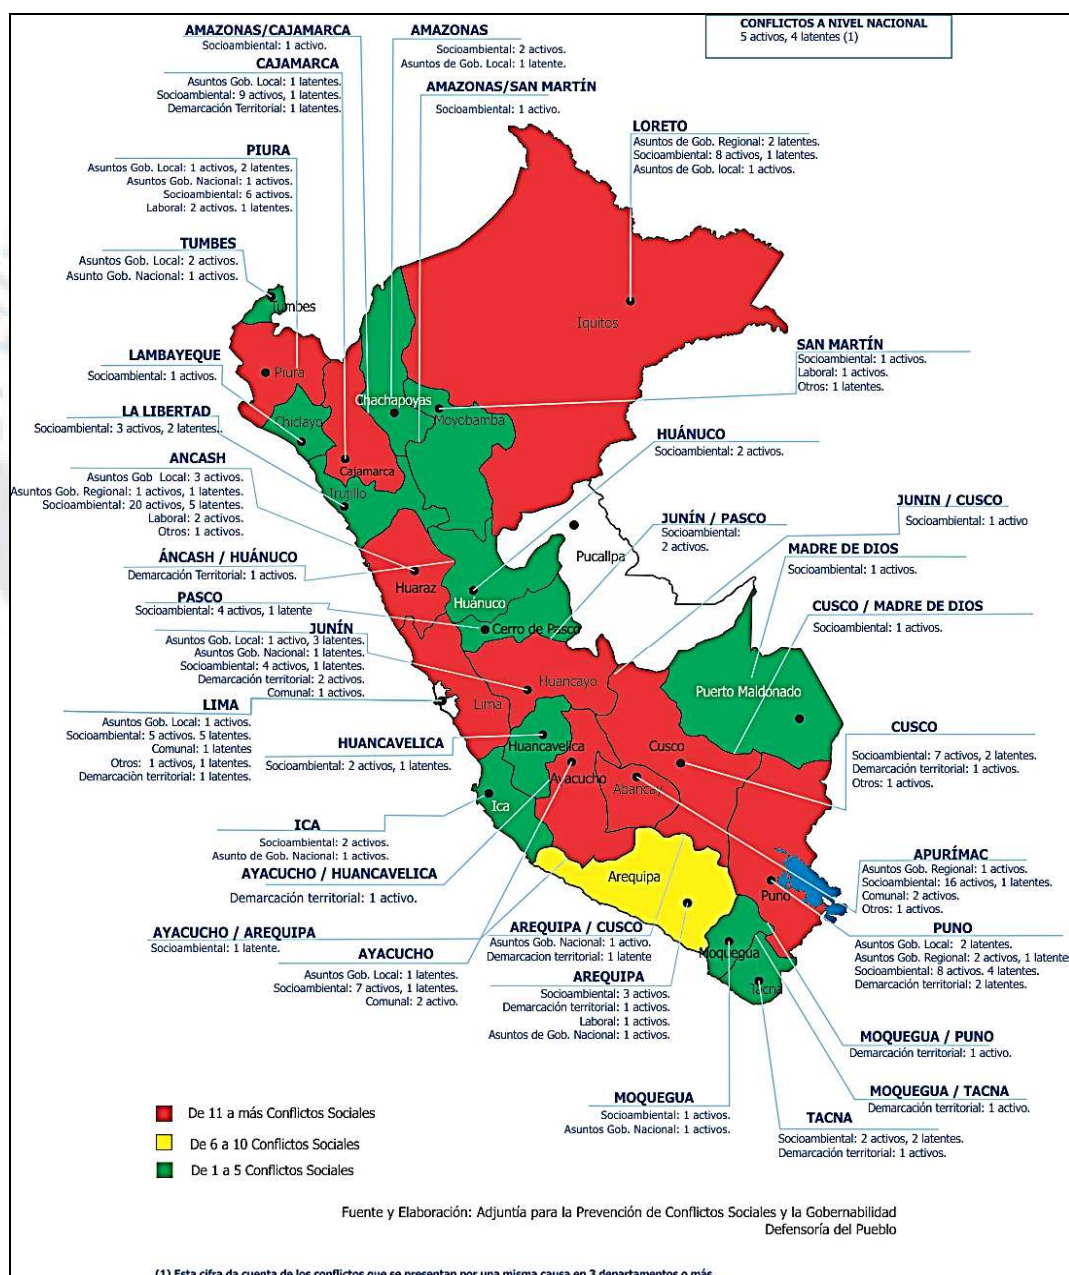 CONFLICTOS A NIVEL NACIONAL
5 activos, 4 latentes (1)
AMAZONAS/CAJAMARCA
Socioambiental: 1 activo.
AMAZONAS
Socioambiental: 2 activos.
Asuntos de Gob. Local: 1 latente.
CAJAMARCA
Asuntos Gob. Local: 1 latentes.
Socioambiental: 9 activos, 1 latentes.
Demarcación Territorial: 1 latentes.
AMAZONAS/SAN MARTÍN
Socioambiental: 1 activo.
LORETO
Asuntos de Gob. Regional: 2 latentes.
Socioambiental: 8 activos, 1 latentes.
Asuntos de Gob. local: 1 activos.
PIURA
Asuntos Gob. Local: 1 activos, 2 latentes.
Asuntos Gob. Nacional: 1 activos.
Socioambiental: 6 activos.
Laboral: 2 activos. 1 latentes.
TUMBES
Asuntos Gob. Local: 2 activos.
Asunto Gob. Nacional: 1 activos.
Tumbes
Iquitos
LAMBAYEQUE
Socioambiental: 1 activos.
Piura
SAN MARTÍN
Socioambiental: 1 activos.
Laboral: 1 activos.
Otros: 1 latentes.
Chachapoyas
Moyobamba
Chiclayo
LA LIBERTAD
Socioambiental: 3 activos, 2 latentes..
HUÁNUCO
Socioambiental: 2 activos.
Cajamarca
Trujillo
ANCASH
Asuntos Gob Local: 3 activos.
Asuntos Gob. Regional: 1 activos, 1 latentes.
Socioambiental: 20 activos, 5 latentes.
Laboral: 2 activos.
Otros: 1 activos.
JUNIN / CUSCO
Socioambiental: 1 activo
JUNÍN / PASCO
Socioambiental:
2 activos.
Pucallpa
MADRE DE DIOS
Socioambiental: 1 activos.
ÁNCASH / HUÁNUCO
Demarcación Territorial: 1 activos.
Huaraz
Huánuco
PASCO
Socioambiental: 4 activos, 1 latente
Cerro de Pasco
CUSCO / MADRE DE DIOS
Socioambiental: 1 activos.
JUNÍN
Asuntos Gob. Local: 1 activo, 3 latentes.
Asuntos Gob. Nacional: 1 latentes.
Socioambiental: 4 activos, 1 latentes.
Demarcación territorial: 2 activos.
Comunal: 1 activos.
Huancayo
Puerto Maldonado
LIMA
Asuntos Gob. Local: 1 activos.
Socioambiental: 5 activos. 5 latentes.
Comunal: 1 latentes
Otros: 1 activos, 1 latentes.
Demarcaciòn territorial: 1 latentes.
Lima
HUANCAVELICA
Socioambiental: 2 activos, 1 latentes.
Huancavelica
Cusco
CUSCO
Socioambiental: 7 activos, 2 latentes.
Demarcación territorial: 1 activos.
Otros: 1 activos.
Ayacucho
Abancay
Ica
ICA
Socioambiental: 2 activos.
Asunto de Gob. Nacional: 1 activos.
APURÍMAC
Asuntos Gob. Regional: 1 activos.
Socioambiental: 16 activos, 1 latentes.
Comunal: 2 activos.
Otros: 1 activos.
AYACUCHO / HUANCAVELICA
Demarcación territorial: 1 activo.
Arequipa
Puno
AYACUCHO / AREQUIPA
Socioambiental: 1 latente.
AREQUIPA / CUSCO
Asuntos Gob. Nacional: 1 activo.
Demarcacion territorial: 1 latente
PUNO
Asuntos Gob. Local: 2 latentes.
Asuntos Gob. Regional: 2 activos, 1 latentes
Socioambiental: 8 activos. 4 latentes.
Demarcación territorial: 2 latentes.
AYACUCHO
Asuntos Gob. Local: 1 latentes.
Socioambiental: 7 activos, 1 latentes.
Comunal: 2 activo.
Moquegua
AREQUIPA
Socioambiental: 3 activos.
Demarcación territorial: 1 activos.
Laboral: 1 activos.
Asuntos de Gob. Nacional: 1 activos.
Tacna
MOQUEGUA / PUNO
Demarcación territorial: 1 activo.
MOQUEGUA / TACNA
Demarcación territorial: 1 activo.
MOQUEGUA
Socioambiental: 1 activos.
Asuntos Gob. Nacional: 1 activos.
TACNA
Socioambiental: 2 activos, 2 latentes.
Demarcación territorial: 1 activos.
De 11 a más Conflictos Sociales
De 6 a 10 Conflictos Sociales
De 1 a 5 Conflictos Sociales
Fuente y Elaboración: Adjuntía para la Prevención de Conflictos Sociales y la Gobernabilidad
Defensoría del Pueblo
(1) Esta cifra da cuenta de los conflictos que se presentan por una misma causa en 3 departamentos o más